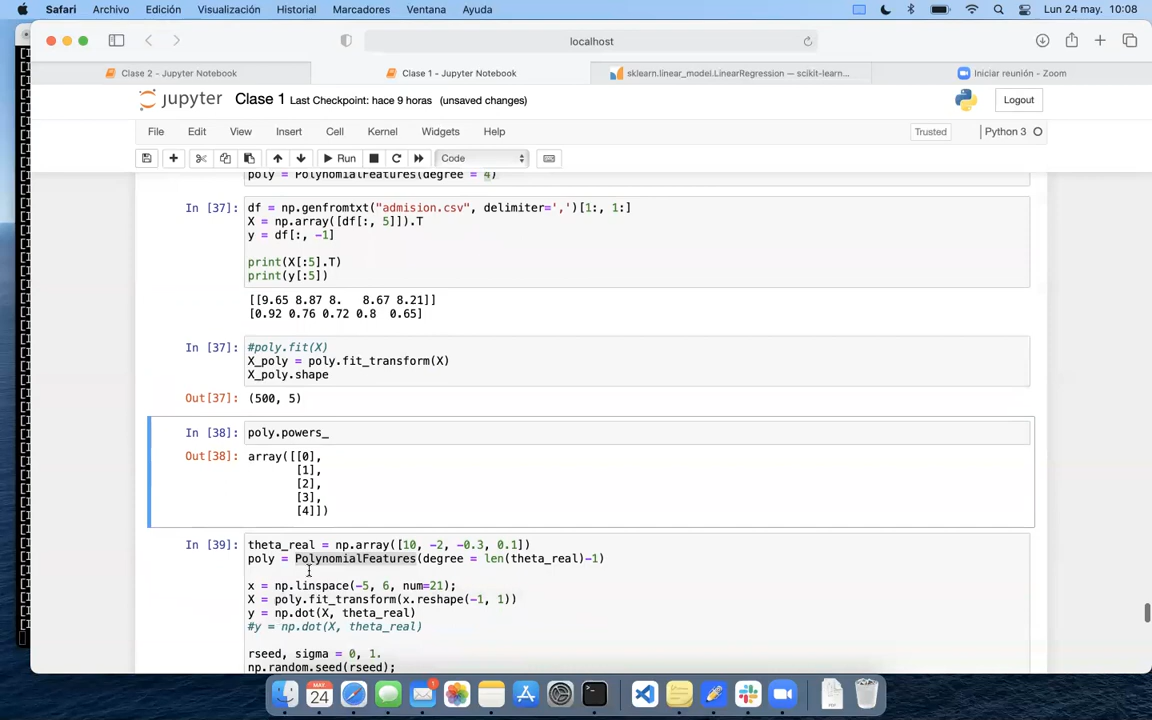 Safari Archivo Edición Visualización Historial Marcadores Ventana Ayuda Lun 24 may. 10:08
localhost
Clase 2 - Jupyter Notebook Clase 1 - Jupyter Notebook sklearn.linear_model.LinearRegression — scikit-learn... Iniciar reunión - Zoom
jupyter Clase 1 Last Checkpoint: hace 9 horas (unsaved changes) Logout
File Edit View Insert Cell Kernel Widgets Help Trusted Python 3
Run Code
poly = PolynomialFeatures(degree = 4)
In [37]: df = np.genfromtxt("admision.csv", delimiter=',')[1:, 1:]
X = np.array([df[:, 5]]).T
y = df[:, -1]
print(X[:5].T)
print(y[:5])
[[9.65 8.87 8. 8.67 8.21]]
[0.92 0.76 0.72 0.8 0.65]
In [37]: #poly.fit(X)
X_poly = poly.fit_transform(X)
X_poly.shape
Out[37]: (500, 5)
In [38]: poly.powers_
Out[38]: array([[0],
[1],
[2],
[3],
[4]])
In [39]: theta_real = np.array([10, -2, -0.3, 0.1])
poly = PolynomialFeatures(degree = len(theta_real)-1)
x = np.linspace(-5, 6, num=21);
X = poly.fit_transform(x.reshape(-1, 1))
y = np.dot(X, theta_real)
#y = np.dot(X, theta_real)
rseed, sigma = 0, 1.
np.random.seed(rseed);
MAY
24